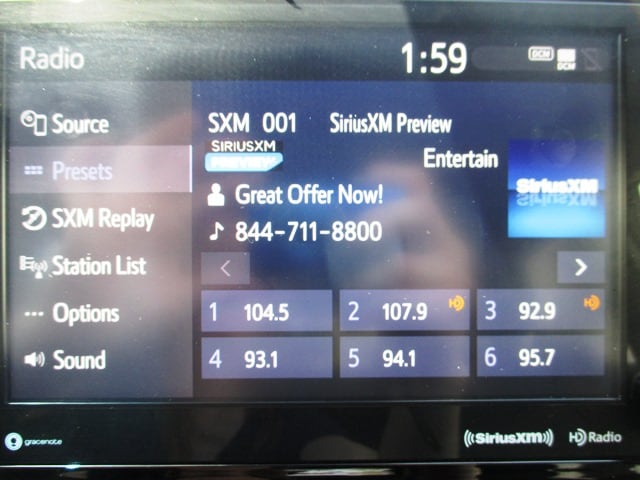 Radio 1:59 DCM DCM
Source
Presets
SXM Replay
Station List
Options
Sound
SXM 001 SiriusXM Preview
SIRIUSXM
PREVIEW
Entertain
SiriusXM
Great Offer Now!
844-711-8800
1 104.5
2 107.9 HD
3 92.9 HD
4 93.1
5 94.1
6 95.7
gracenote
((SiriusXM))
HD Radio